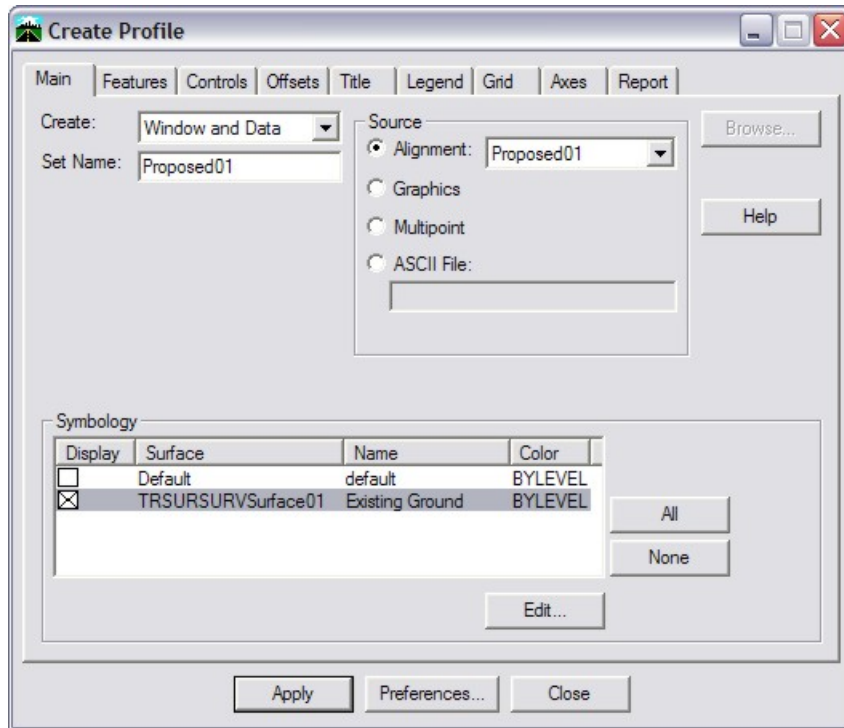 Create Profile
Main Features Controls Offsets Title Legend Grid Axes Report
Create: Window and Data
Set Name: Proposed01
Source
Alignment: Proposed01
Graphics
Multipoint
ASCII File:
Browse...
Help
Symbology
Display Surface Name Color
Default default BYLEVEL
TRSURSURVSurface01 Existing Ground BYLEVEL
All
None
Edit...
Apply Preferences... Close